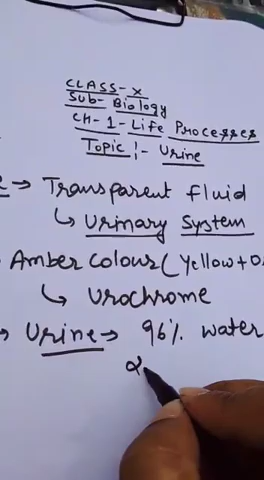 CLASS-X
Sub- Biology
CH-1-Life Processes
Topic :- Urine
→ Transparent fluid
↳ Urinary System
Amber colour (Yellow+O
↳ Urochrome
→ Urine → 96% water